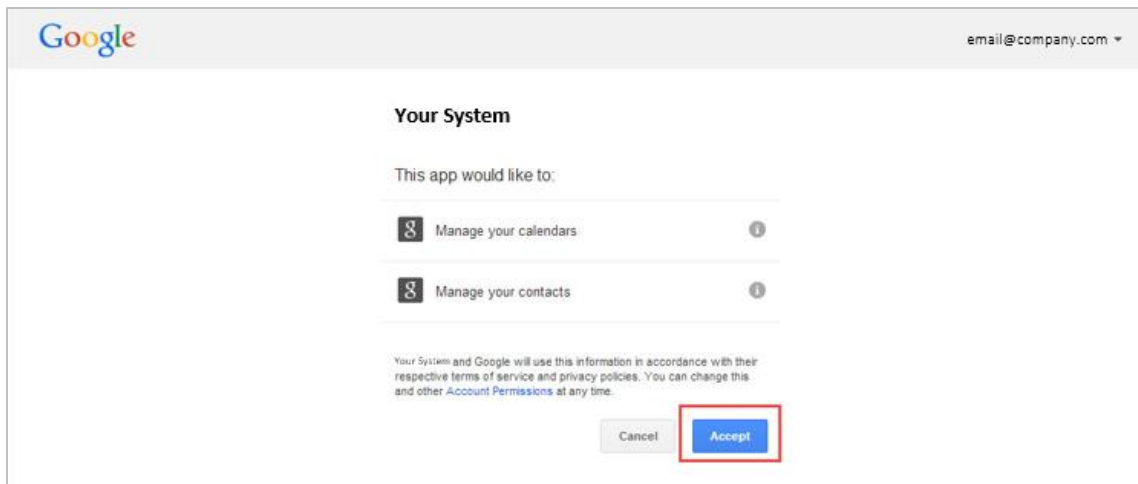 Google
email@company.com
Your System
This app would like to:
Manage your calendars
Manage your contacts
Your System and Google will use this information in accordance with their
respective terms of service and privacy policies. You can change this
and other Account Permissions at any time.
Cancel
Accept